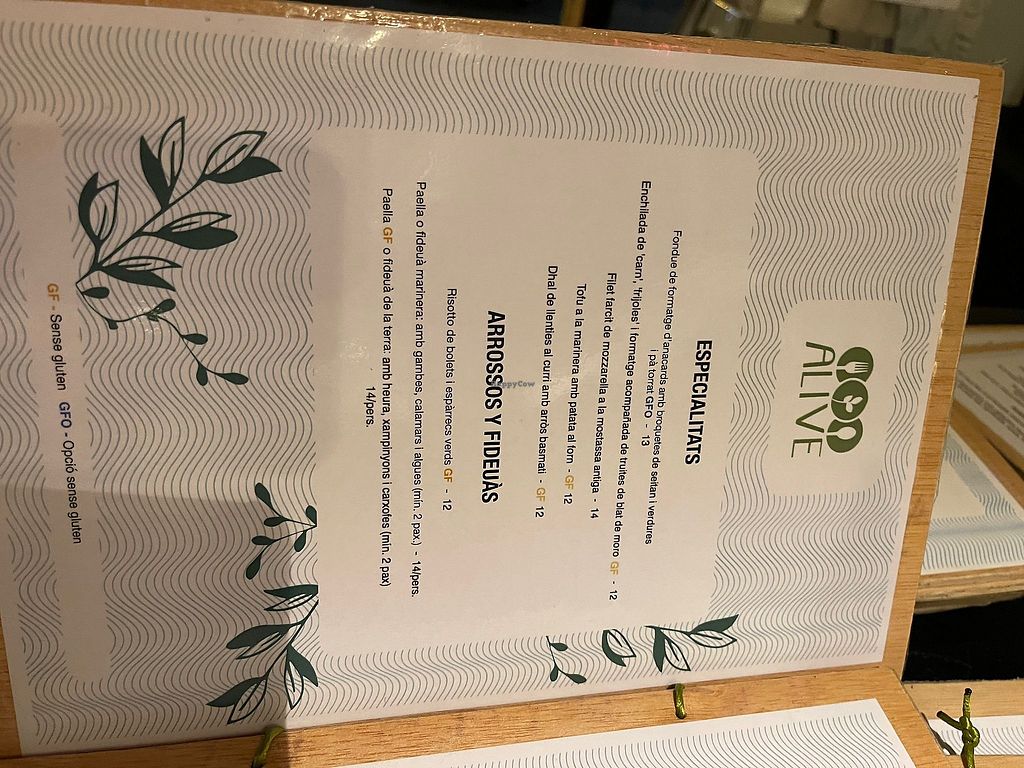 ALIVE
ESPECIALITATS
Fondue de formatge d'anacards amb broquetes de seitan i verdures
i pà torrat GFO - 13
Enchilada de 'carn', 'frijoles' i formatge acompañada de truites de blat de moro GF - 12
Filet farcit de mozzarella a la mostassa antiga - 14
Tofu a la marinera amb patata al forn - GF 12
Dhal de llenties al curri amb arròs basmati - GF 12
ARROSSOS Y FIDEUÀS
Risotto de bolets i espàrrecs verds GF - 12
Paella o fideuà marinera: amb gambes, calamars i algues (mín. 2 pax.) - 14/pers.
Paella GF o fideuà de la terra: amb heura, xampinyons i carxofes (mín. 2 pax)
14/pers.
GF - Sense gluten GFO - Opció sense gluten
HappyCow